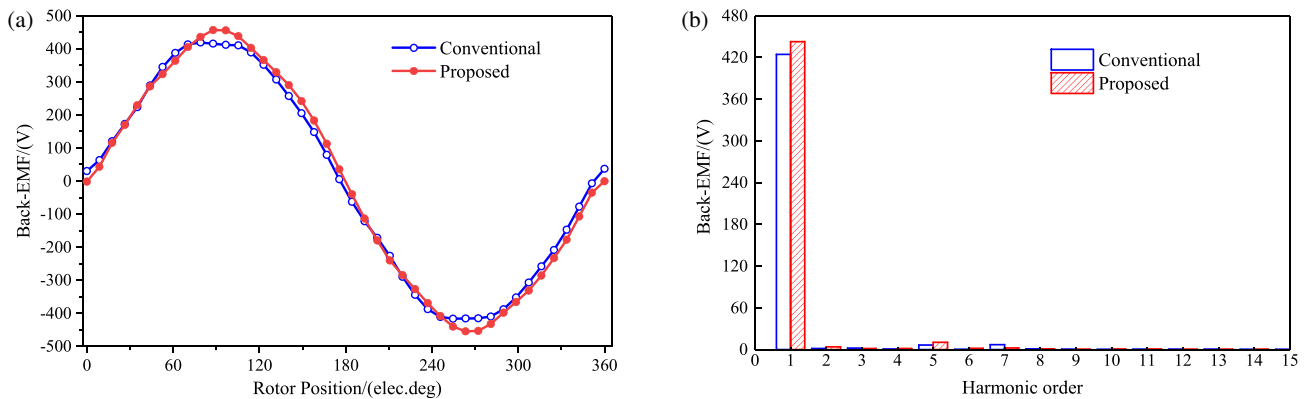 (a)
500
400
300
200
100
0
-100
-200
-300
-400
-500
Back-EMF/(V)
Conventional
Proposed
0 60 120 180 240 300 360
Rotor Position/(elec.deg)
(b)
480
420
360
300
240
180
120
60
0
Back-EMF/(V)
Conventional
Proposed
0 1 2 3 4 5 6 7 8 9 10 11 12 13 14 15
Harmonic order